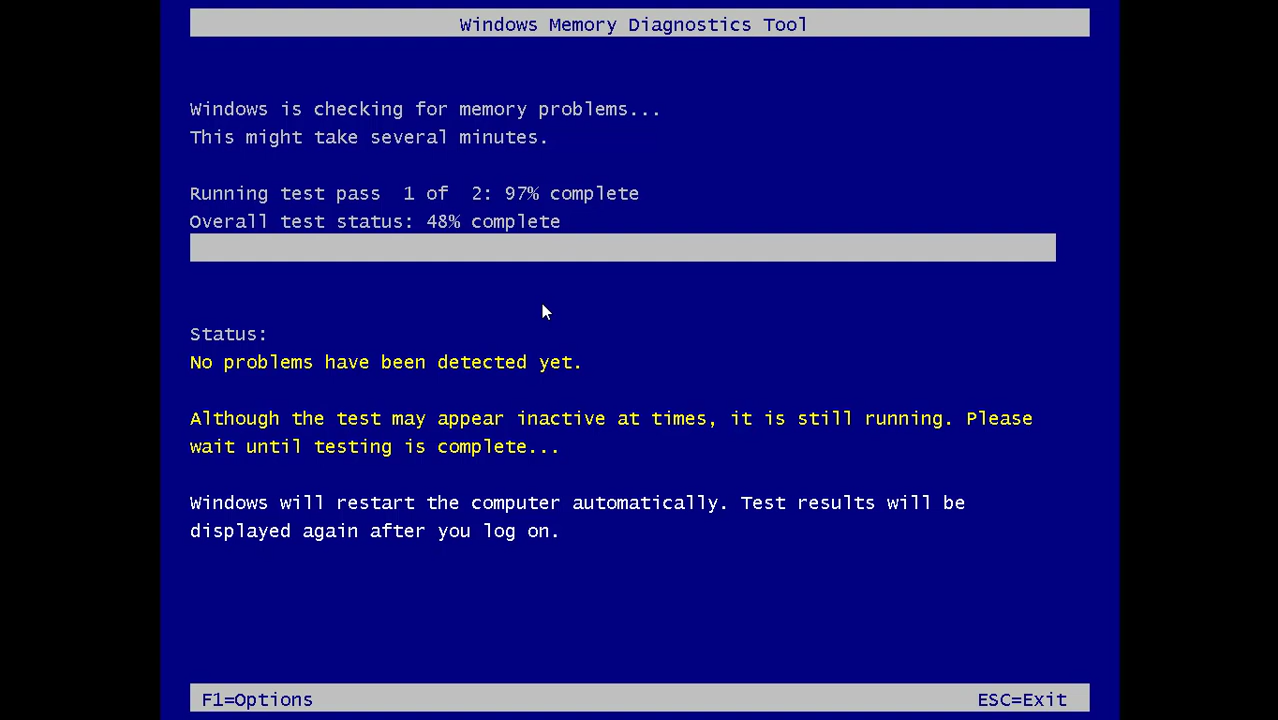 Windows Memory Diagnostics Tool
Windows is checking for memory problems...
This might take several minutes.
Running test pass  1 of  2: 97% complete
Overall test status: 48% complete
Status:
No problems have been detected yet.
Although the test may appear inactive at times, it is still running. Please
wait until testing is complete...
Windows will restart the computer automatically. Test results will be
displayed again after you log on.
F1=Options ESC=Exit